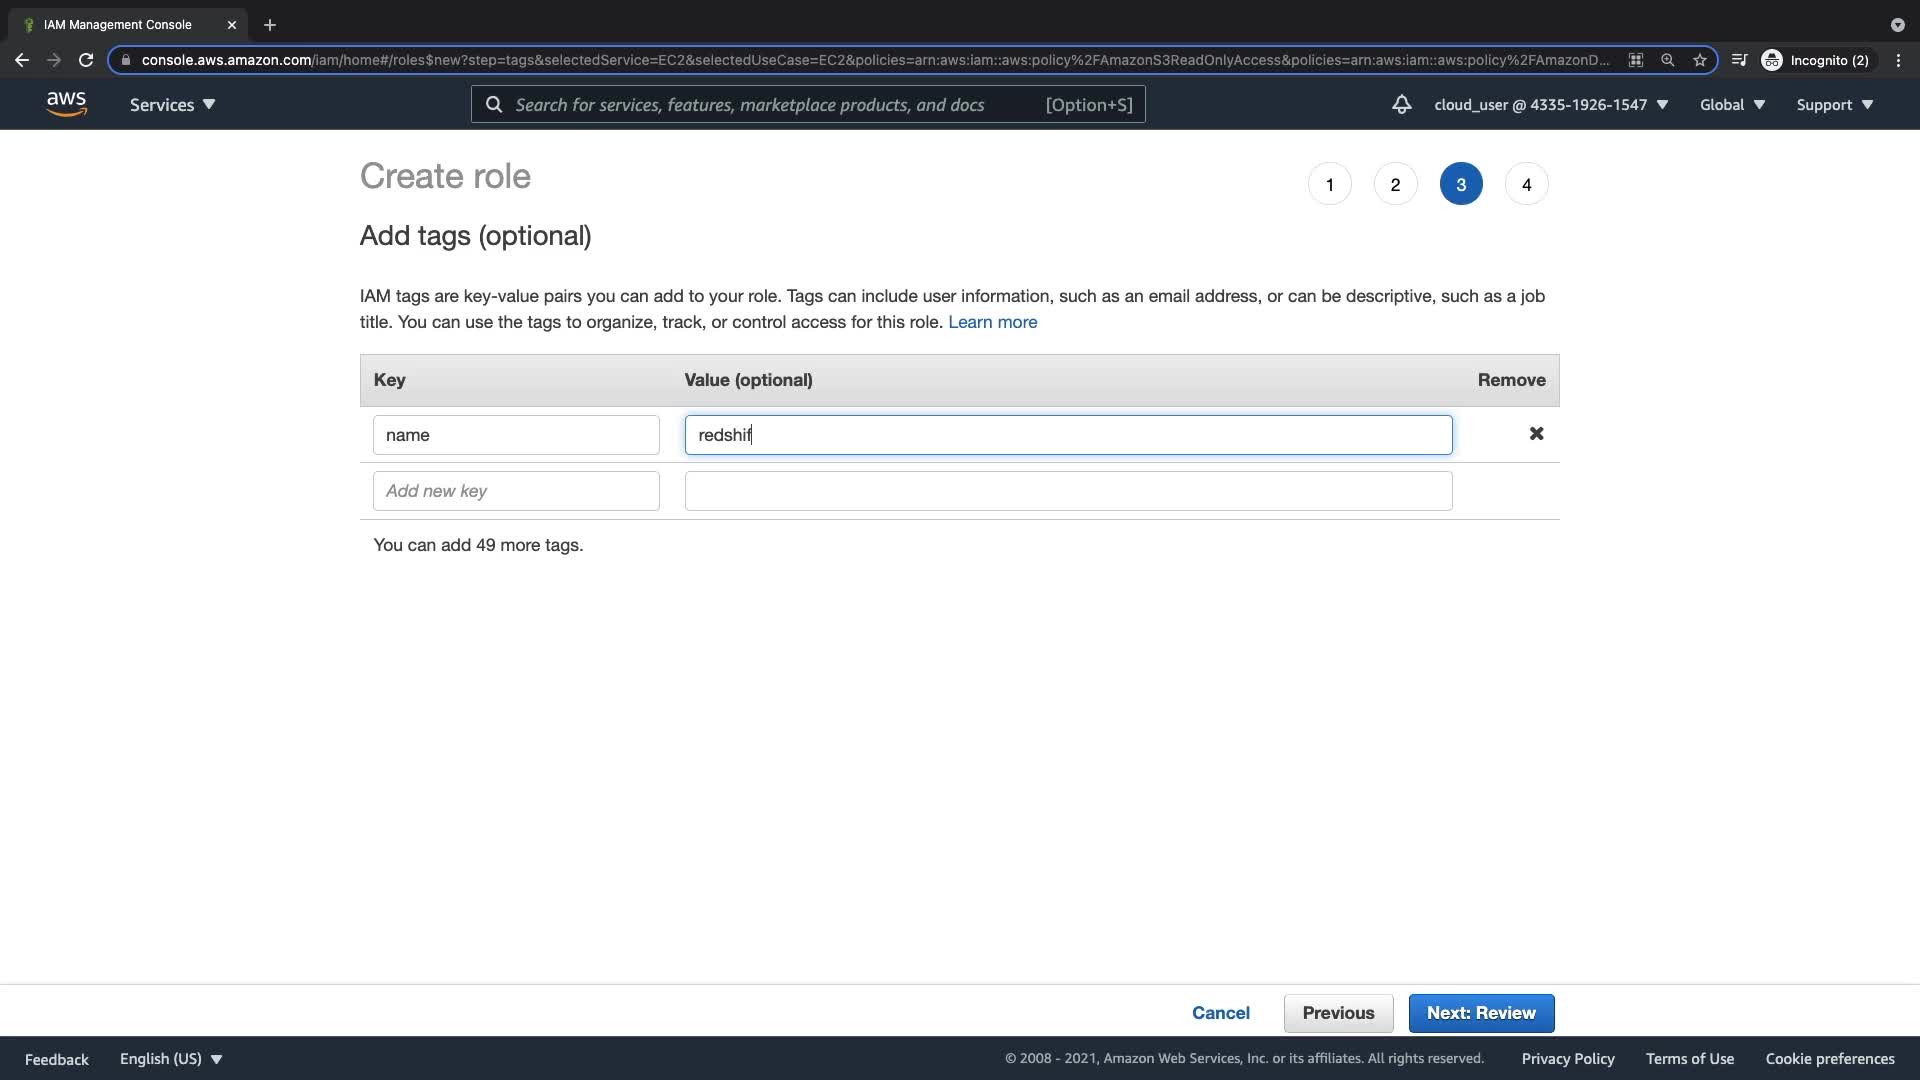 IAM Management Console
console.aws.amazon.com/iam/home#/roles$new?step=tags&selectedService=EC2&selectedUseCase=EC2&policies=arn:aws:iam::aws:policy%2FAmazonS3ReadOnlyAccess&policies=arn:aws:iam::aws:policy%2FAmazonD...
Incognito (2)
aws
Services
Search for services, features, marketplace products, and docs
[Option+S]
cloud_user @ 4335-1926-1547
Global
Support
Create role
1
2
3
4
Add tags (optional)
IAM tags are key-value pairs you can add to your role. Tags can include user information, such as an email address, or can be descriptive, such as a job
title. You can use the tags to organize, track, or control access for this role. Learn more
Key
Value (optional)
Remove
name
redshif
Add new key
You can add 49 more tags.
Cancel
Previous
Next: Review
Feedback
English (US)
© 2008 - 2021, Amazon Web Services, Inc. or its affiliates. All rights reserved.
Privacy Policy
Terms of Use
Cookie preferences